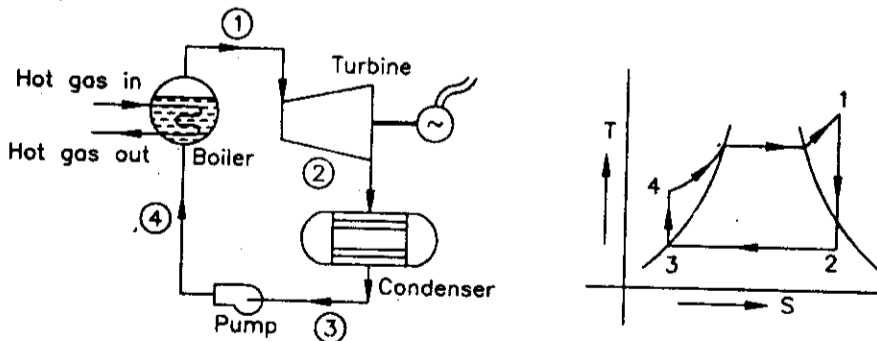 ①
Turbine
Hot gas in
Hot gas out
Boiler
②
~
④
Condenser
Pump
③
T
1
4
3
2
S